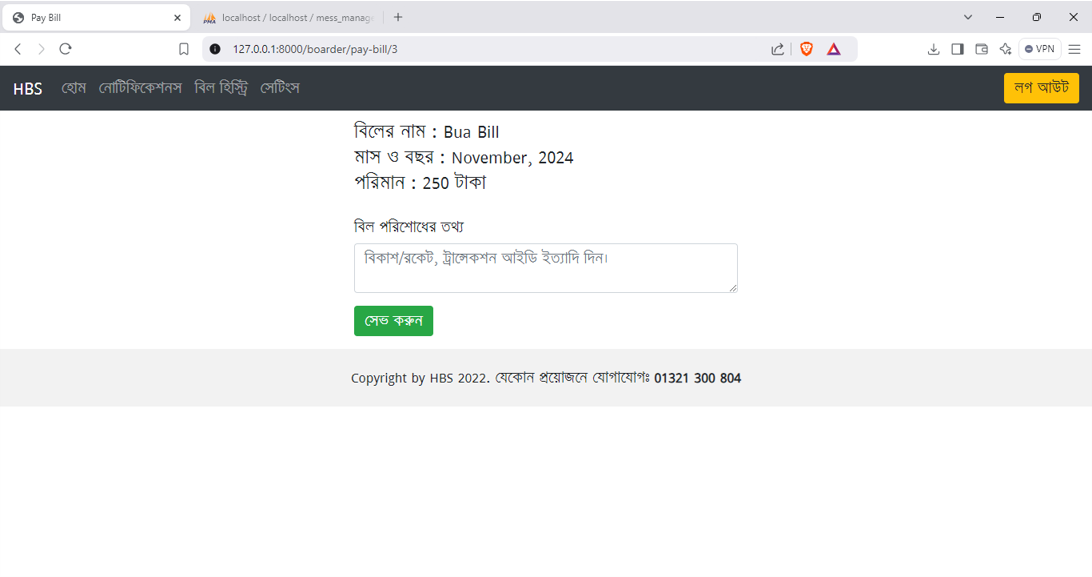 Pay Bill
localhost / localhost / mess_manag
127.0.0.1:8000/boarder/pay-bill/3
VPN
HBS হোম নোটিফিকেশনস বিল হিস্ট্রি সেটিংস লগ আউট
বিলের নাম : Bua Bill
মাস ও বছর : November, 2024
পরিমান : 250 টাকা
বিল পরিশোধের তথ্য
বিকাশ/রকেট, ট্রান্সেকশন আইডি ইত্যাদি দিন।
সেভ করুন
Copyright by HBS 2022. যেকোন প্রয়োজনে যোগাযোগঃ 01321 300 804